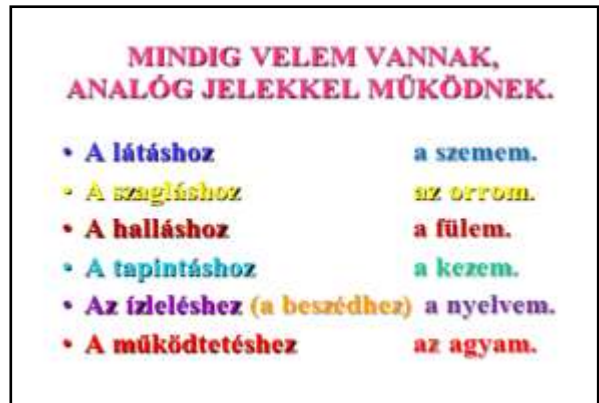 MINDIG VELEM VANNAK,
ANALÓG JELEKKEL MŰKÖDNEK.
• A látáshoz a szemem.
• A szagláshoz az orrom.
• A halláshoz a fülem.
• A tapintáshoz a kezem.
• Az ízleléshez (a beszédhez) a nyelvem.
• A működtetéshez az agyam.